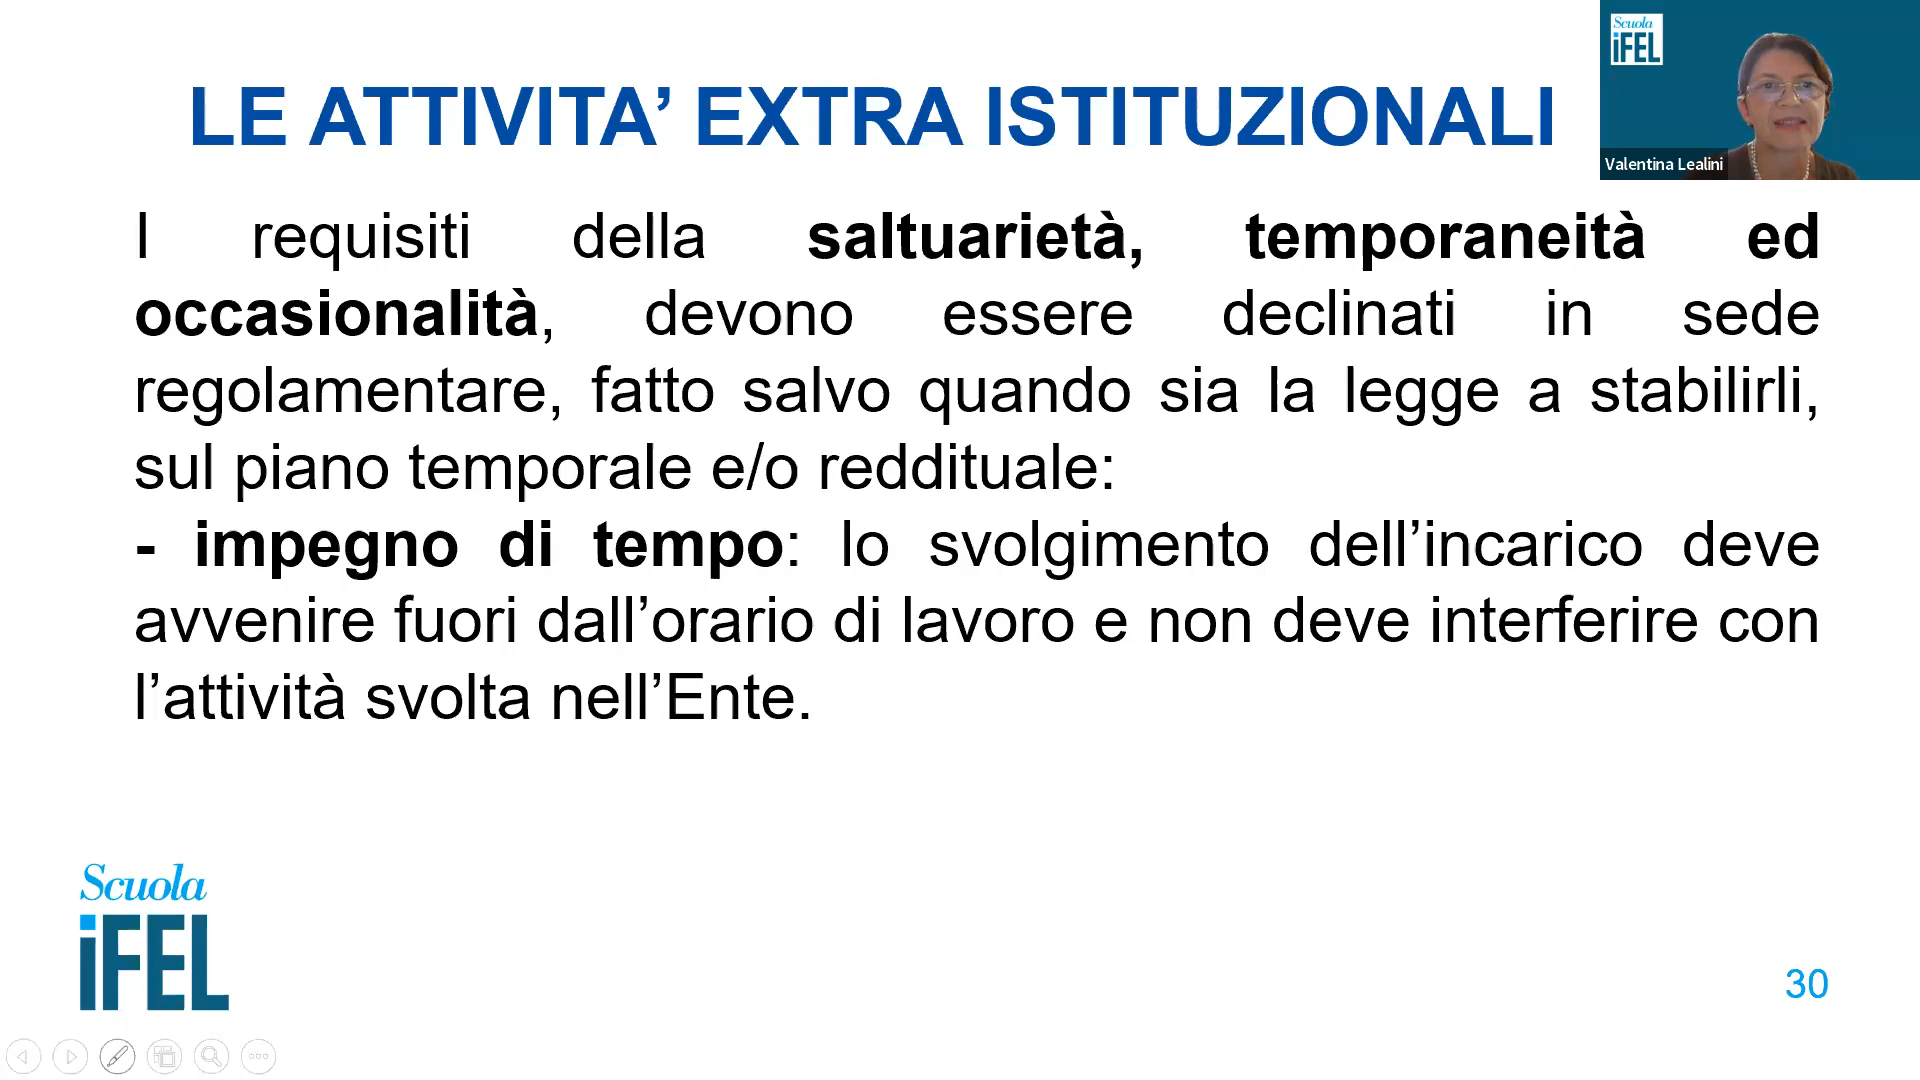 LE ATTIVITA’ EXTRA ISTITUZIONALI
Scuola
iFEL
Valentina Lealini
I requisiti della saltuarietà, temporaneità ed
occasionalità, devono essere declinati in sede
regolamentare, fatto salvo quando sia la legge a stabilirli,
sul piano temporale e/o reddituale:
- impegno di tempo: lo svolgimento dell’incarico deve
avvenire fuori dall’orario di lavoro e non deve interferire con
l’attività svolta nell’Ente.
Scuola
iFEL
30